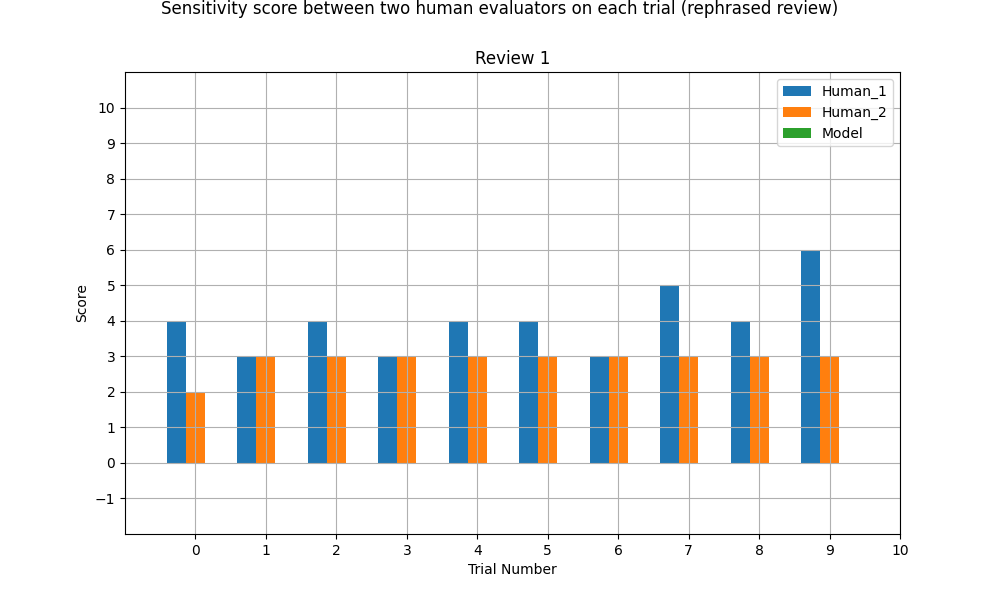 Sensitivity score between two human evaluators on each trial (rephrased review)
Review 1
Human_1
Human_2
Model
10
9
8
7
6
5
4
3
2
1
0
−1
Score
0 1 2 3 4 5 6 7 8 9 10
Trial Number